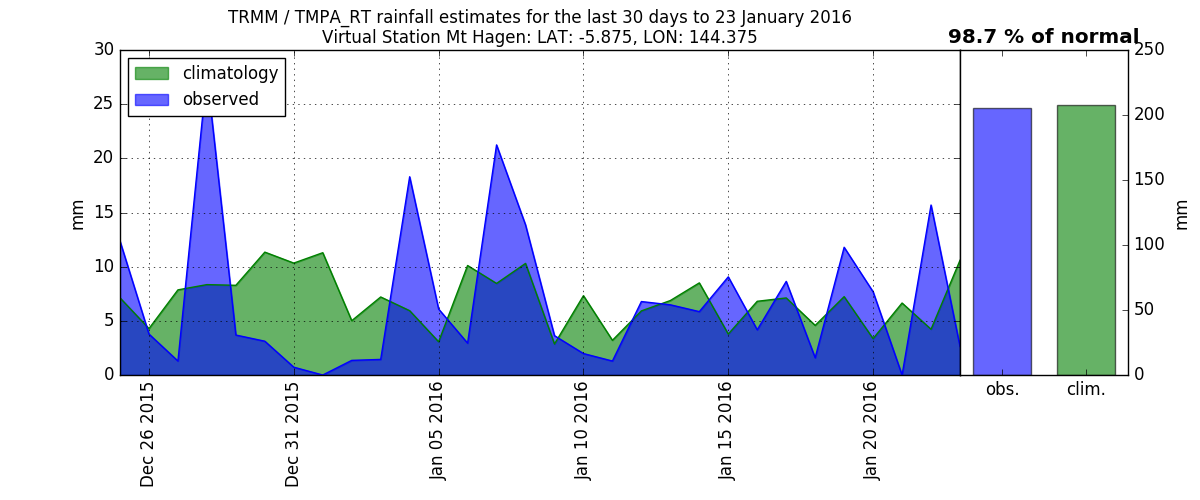 TRMM / TMPA_RT rainfall estimates for the last 30 days to 23 January 2016
Virtual Station Mt Hagen: LAT: -5.875, LON: 144.375
98.7 % of normal
climatology
observed
30
25
20
15
10
5
0
mm
Dec 26 2015
Dec 31 2015
Jan 05 2016
Jan 10 2016
Jan 15 2016
Jan 20 2016
250
200
150
100
50
0
mm
obs.
clim.